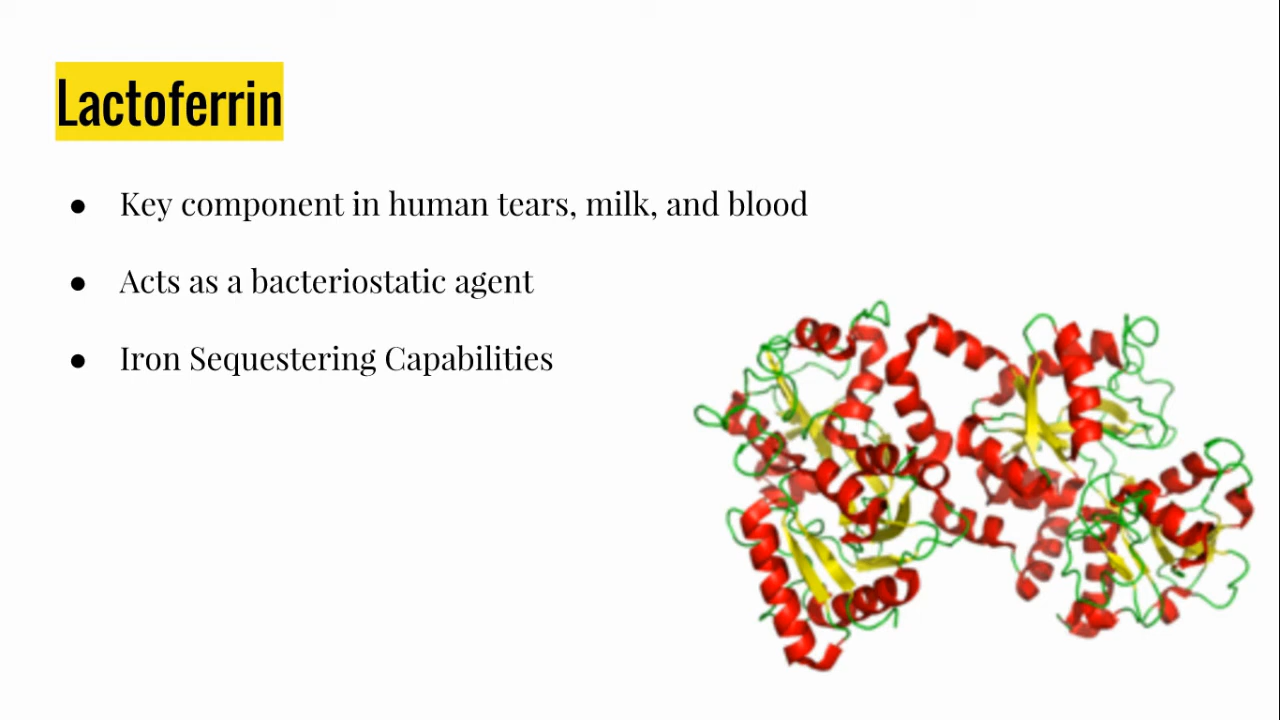 Lactoferrin
● Key component in human tears, milk, and blood
● Acts as a bacteriostatic agent
● Iron Sequestering Capabilities